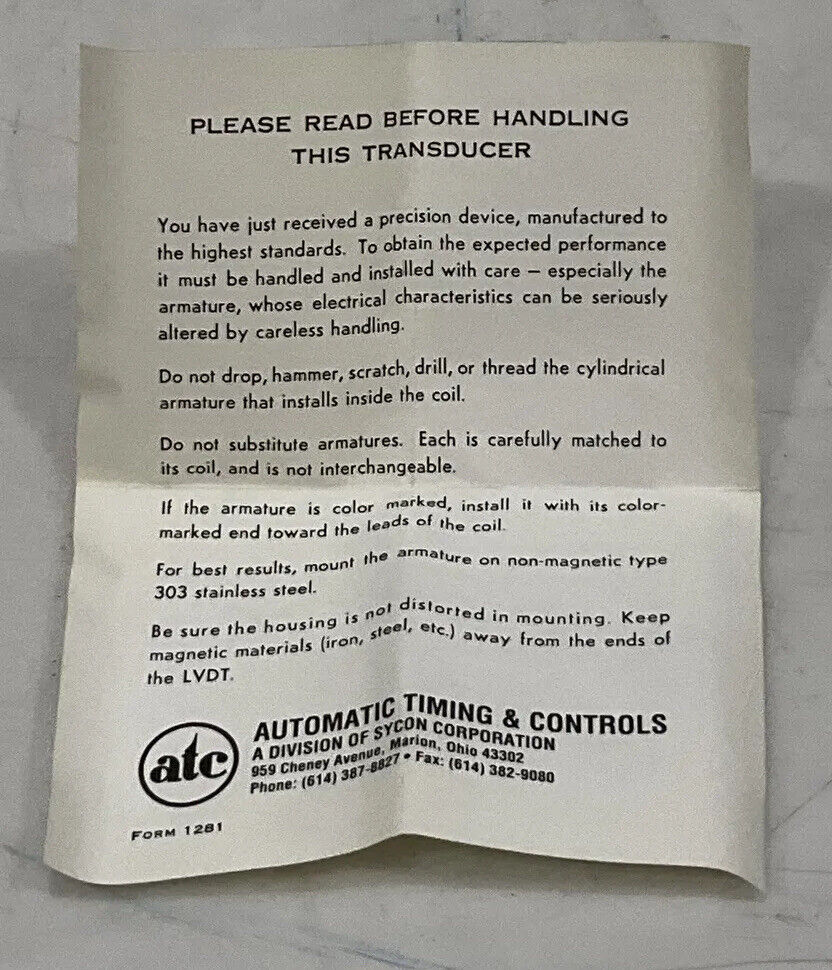 PLEASE READ BEFORE HANDLING
THIS TRANSDUCER
You have just received a precision device, manufactured to
the highest standards. To obtain the expected performance
it must be handled and installed with care – especially the
armature, whose electrical characteristics can be seriously
altered by careless handling.
Do not drop, hammer, scratch, drill, or thread the cylindrical
armature that installs inside the coil.
Do not substitute armatures. Each is carefully matched to
its coil, and is not interchangeable.
If the armature is color marked, install it with its color-
marked end toward the leads of the coil.
For best results, mount the armature on non-magnetic type
303 stainless steel.
Be sure the housing is not distorted in mounting. Keep
magnetic materials (iron, steel, etc.) away from the ends of
the LVDT.
atc
AUTOMATIC TIMING & CONTROLS
A DIVISION OF SYCON CORPORATION
959 Cheney Avenue, Marion, Ohio 43302
Phone: (614) 387-8827 • Fax: (614) 382-9080
FORM 1281